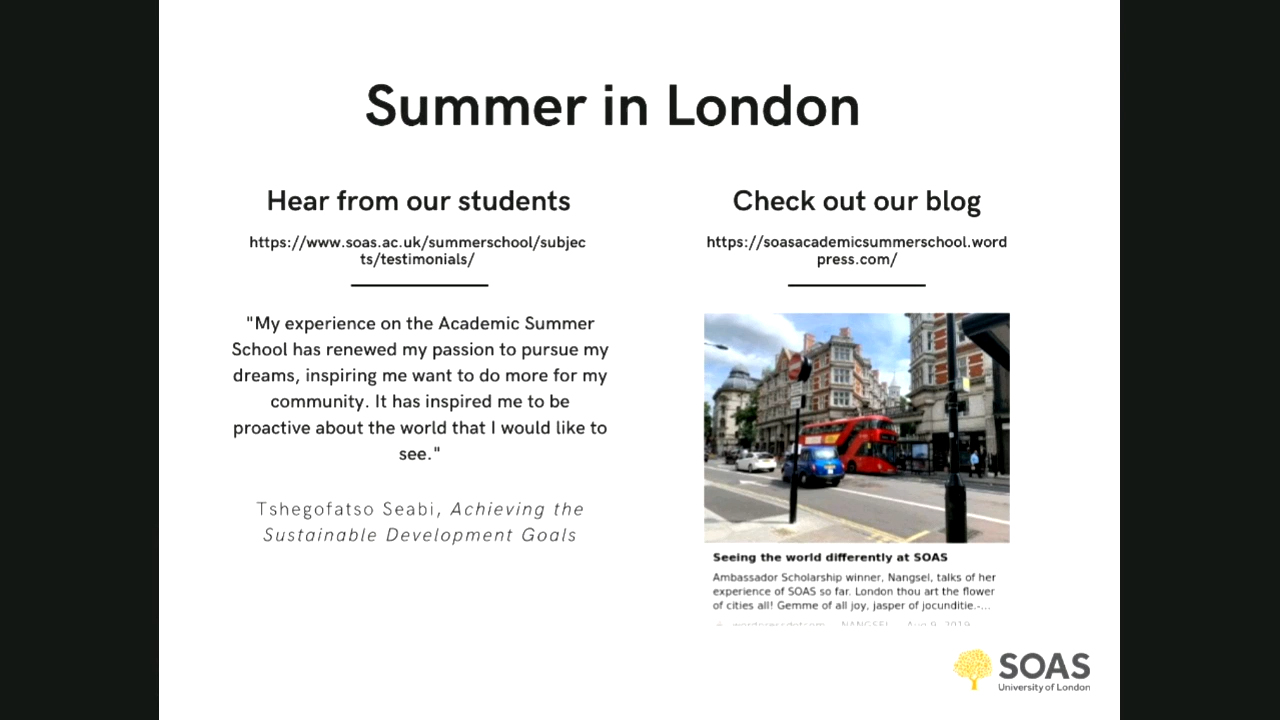 Summer in London
Hear from our students
https://www.soas.ac.uk/summerschool/subjec
ts/testimonials/
"My experience on the Academic Summer
School has renewed my passion to pursue my
dreams, inspiring me want to do more for my
community. It has inspired me to be
proactive about the world that I would like to
see."
Tshegofatso Seabi, Achieving the
Sustainable Development Goals
Check out our blog
https://soasacademicsummerschool.word
press.com/
Seeing the world differently at SOAS
Ambassador Scholarship winner, Nangsel, talks of her
experience of SOAS so far. London thou art the flower
of cities all! Gemme of all joy, jasper of jocunditie.-...
NANGSEL Aug 9, 2019
SOAS
University of London